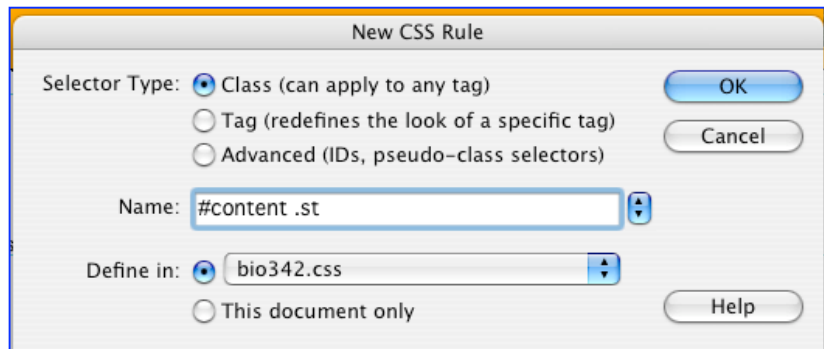 New CSS Rule
Selector Type: Class (can apply to any tag)
OK
Tag (redefines the look of a specific tag)
Cancel
Advanced (IDs, pseudo-class selectors)
Name: #content .st
Define in: bio342.css
This document only
Help